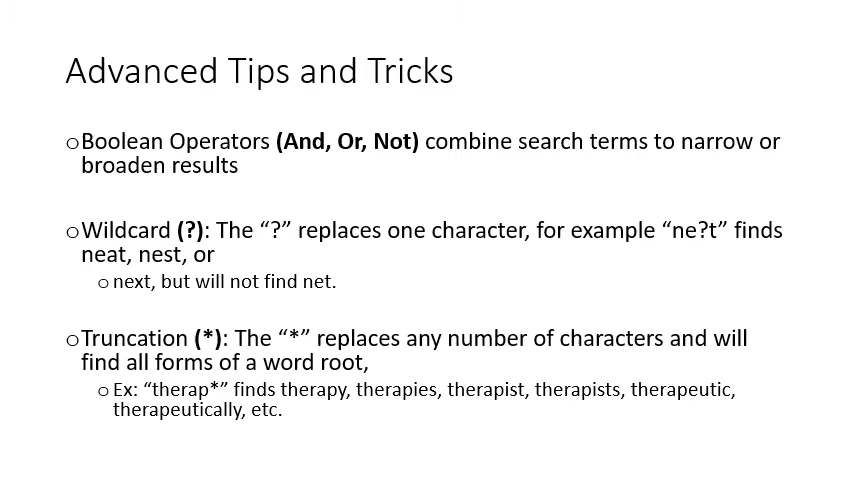 Advanced Tips and Tricks
oBoolean Operators (And, Or, Not) combine search terms to narrow or
broaden results
oWildcard (?): The “?” replaces one character, for example “ne?t” finds
neat, nest, or
o next, but will not find net.
oTruncation (*): The “*” replaces any number of characters and will
find all forms of a word root,
o Ex: “therap*” finds therapy, therapies, therapist, therapists, therapeutic,
therapeutically, etc.